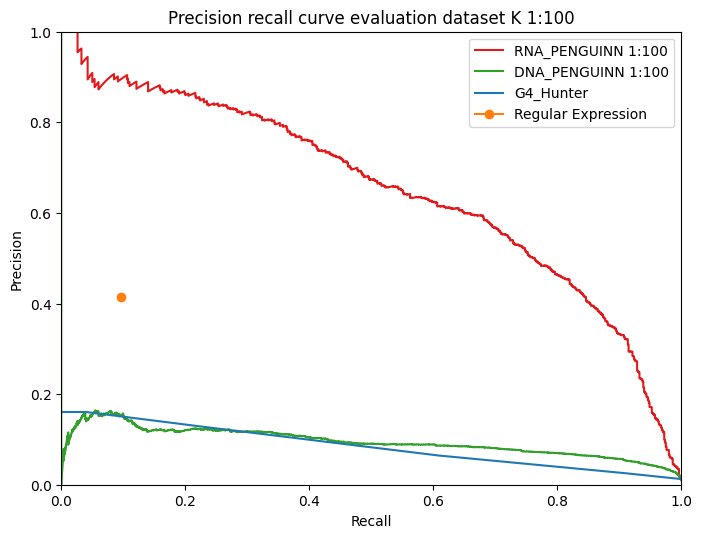 Precision recall curve evaluation dataset K 1:100
RNA_PENGUINN 1:100
DNA_PENGUINN 1:100
G4_Hunter
Regular Expression
Precision
1.0
0.8
0.6
0.4
0.2
0.0
0.0 0.2 0.4 0.6 0.8 1.0
Recall